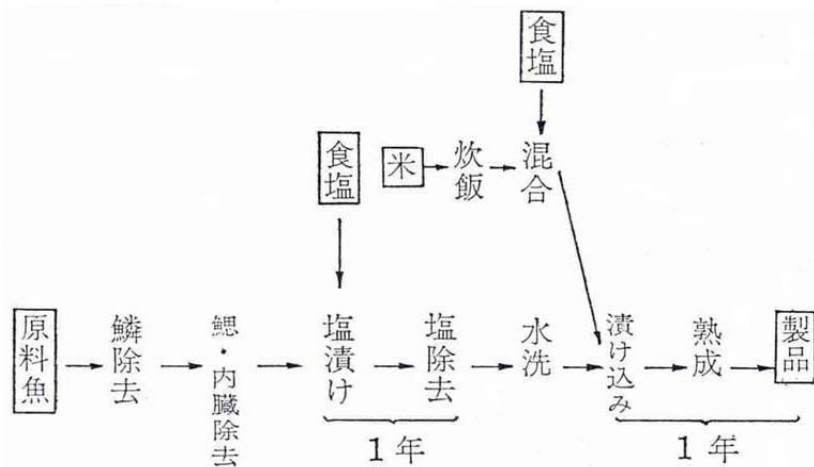 食塩
食塩
米
炊飯
混合
原料魚
鱗除去
鰓・内臓除去
塩漬け
塩除去
水洗
漬け込み
熟成
製品
1年
1年